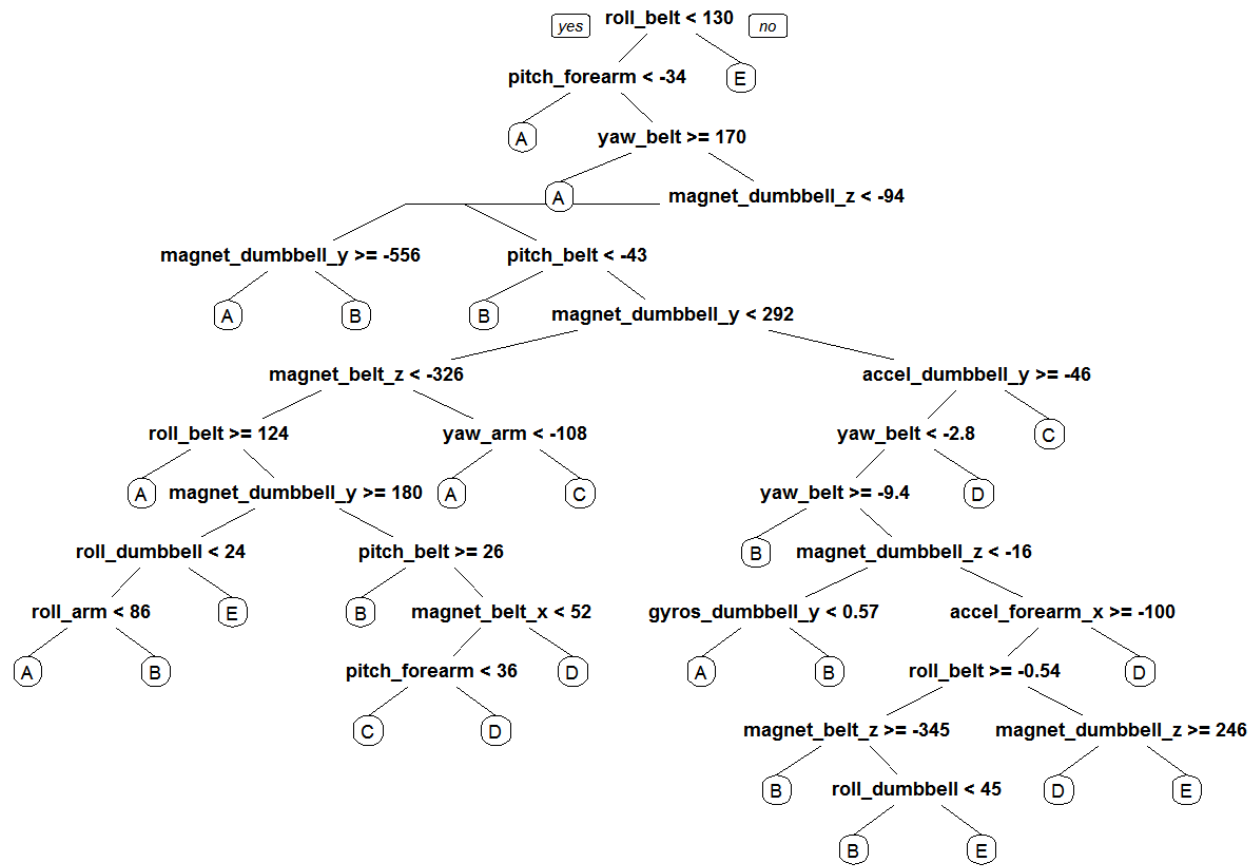 yes roll_belt < 130 no
pitch_forearm < -34 E
A yaw_belt >= 170
A magnet_dumbbell_z < -94
magnet_dumbbell_y >= -556 pitch_belt < -43
A B B magnet_dumbbell_y < 292
magnet_belt_z < -326 accel_dumbbell_y >= -46
roll_belt >= 124 yaw_arm < -108 yaw_belt < -2.8 C
A magnet_dumbbell_y >= 180 A C yaw_belt >= -9.4 D
roll_dumbbell < 24 pitch_belt >= 26 B magnet_dumbbell_z < -16
roll_arm < 86 E B magnet_belt_x < 52 gyros_dumbbell_y < 0.57 accel_forearm_x >= -100
A B pitch_forearm < 36 D A B roll_belt >= -0.54 D
C D magnet_belt_z >= -345 magnet_dumbbell_z >= 246
B roll_dumbbell < 45 D E
B E